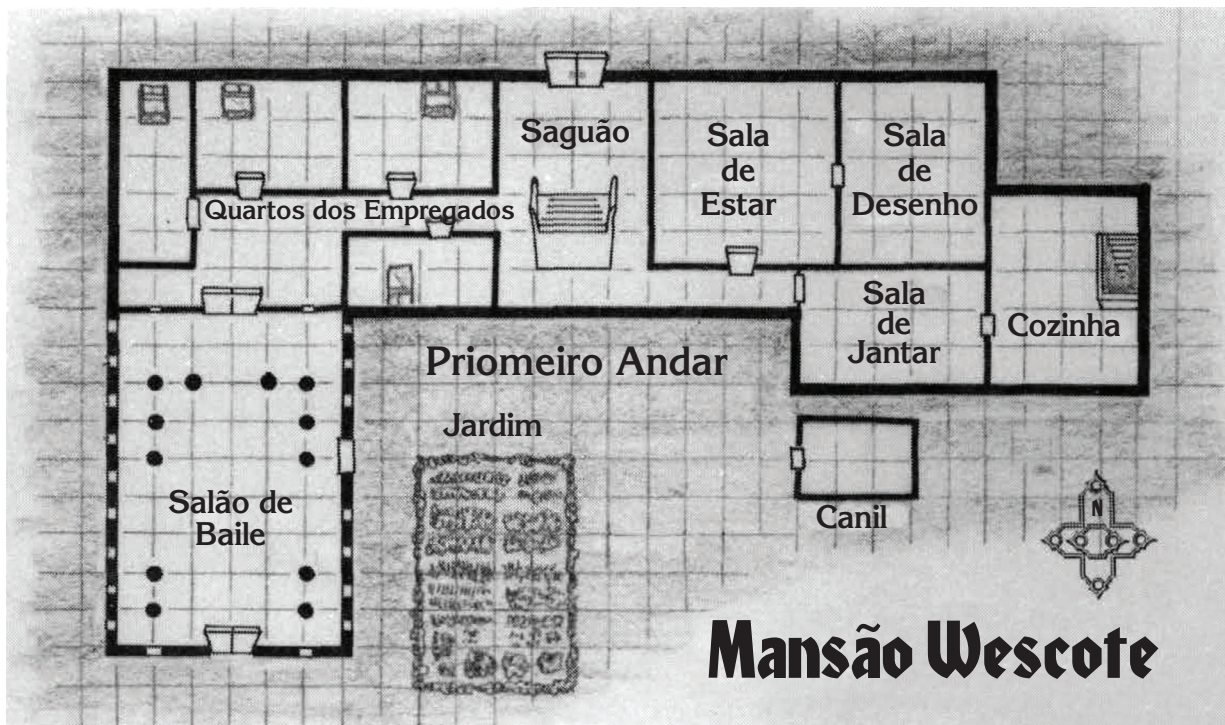 Saguão
Sala
de
Estar
Sala
de
Desenho
Quartos dos Empregados
Sala
de
Jantar
Cozinha
Priomeiro Andar
Jardim
Salão de
Baile
Canil
N
Mansão Wescote